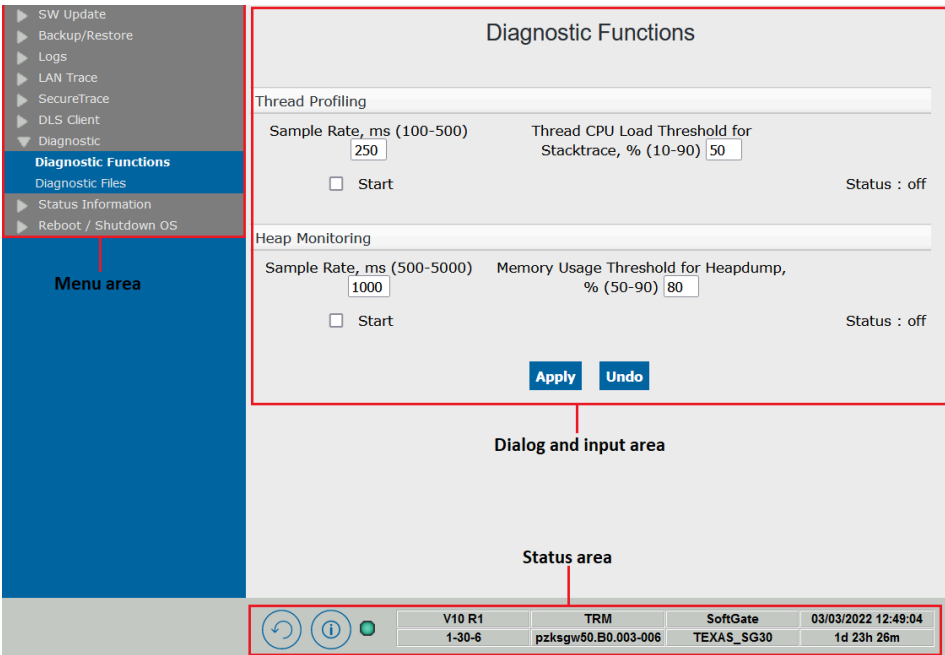 SW Update
Backup/Restore
Logs
LAN Trace
SecureTrace
DLS Client
Diagnostic
Diagnostic Functions
Diagnostic Files
Status Information
Reboot / Shutdown OS
Menu area
Diagnostic Functions
Thread Profiling
Sample Rate, ms (100-500)
250
Thread CPU Load Threshold for
Stacktrace, % (10-90) 50
Start
Status : off
Heap Monitoring
Sample Rate, ms (500-5000)
1000
Memory Usage Threshold for Heapdump,
% (50-90) 80
Start
Status : off
Apply Undo
Dialog and input area
Status area
V10 R1 TRM SoftGate 03/03/2022 12:49:04
1-30-6 pzksgw50.B0.003-006 TEXAS_SG30 1d 23h 26m